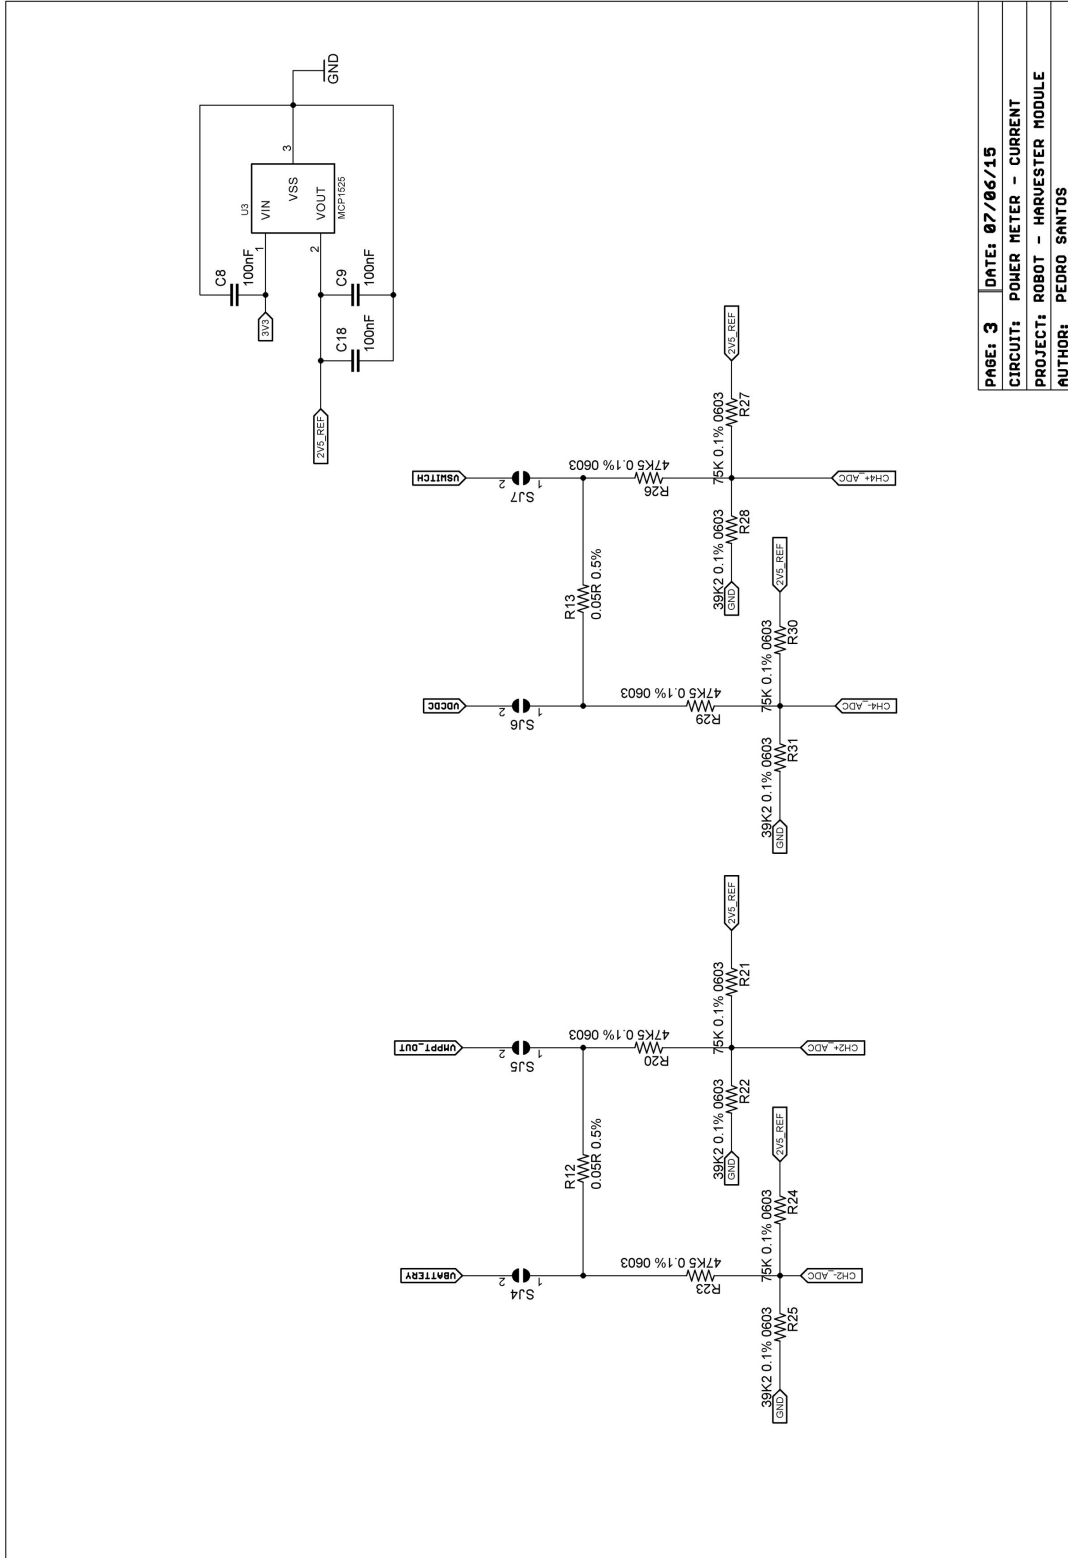 GND
3
U3
VIN
VSS
VOUT
MCP1525
1
2
C8
100nF
C9
100nF
C18
100nF
3V3
2V5_REF
VSWITCH
2
1
SJ7
R26
47K5 0.1% 0603
2V5_REF
75K 0.1% 0603
R27
39K2 0.1% 0603
R28
GND
CH4+_ADC
R13
0.05R 0.5%
VDCDC
2
1
SJ6
R29
47K5 0.1% 0603
2V5_REF
75K 0.1% 0603
R30
39K2 0.1% 0603
R31
GND
CH4-_ADC
VMPPT_OUT
2
1
SJ5
R20
47K5 0.1% 0603
2V5_REF
75K 0.1% 0603
R21
39K2 0.1% 0603
R22
GND
CH2+_ADC
R12
0.05R 0.5%
VBATTERY
2
1
SJ4
R23
47K5 0.1% 0603
2V5_REF
75K 0.1% 0603
R24
39K2 0.1% 0603
R25
GND
CH2-_ADC
PAGE: 3 DATE: 07/06/15
CIRCUIT: POWER METER - CURRENT
PROJECT: ROBOT - HARVESTER MODULE
AUTHOR: PEDRO SANTOS